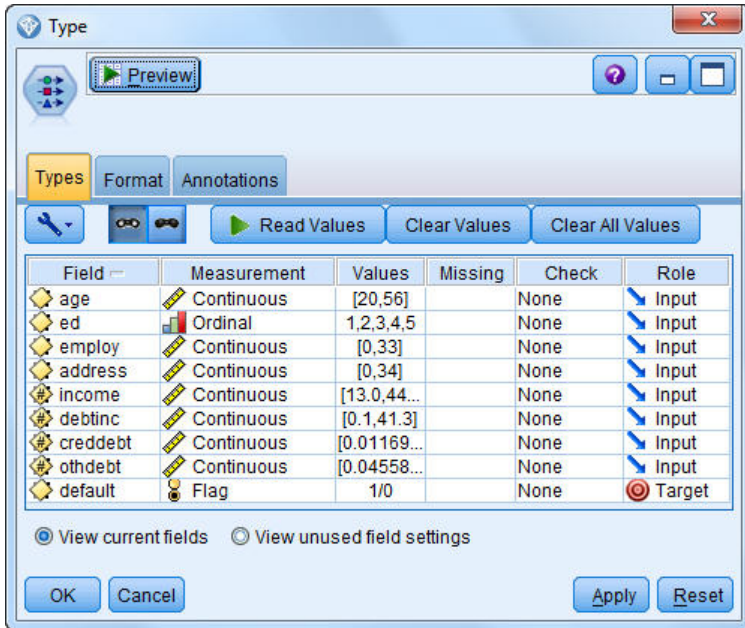 Type
Preview
Types Format Annotations
Read Values Clear Values Clear All Values
Field Measurement Values Missing Check Role
age Continuous [20,56] None Input
ed Ordinal 1,2,3,4,5 None Input
employ Continuous [0,33] None Input
address Continuous [0,34] None Input
income Continuous [13.0,44... None Input
debtinc Continuous [0.1,41.3] None Input
creddebt Continuous [0.01169... None Input
othdebt Continuous [0.04558... None Input
default Flag 1/0 None Target
View current fields View unused field settings
OK Cancel Apply Reset